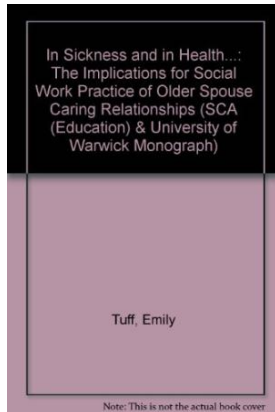 In Sickness and in Health...:
The Implications for Social
Work Practice of Older Spouse
Caring Relationships (SCA
(Education) & University of
Warwick Monograph)
Tuff, Emily
Note: This is not the actual book cover